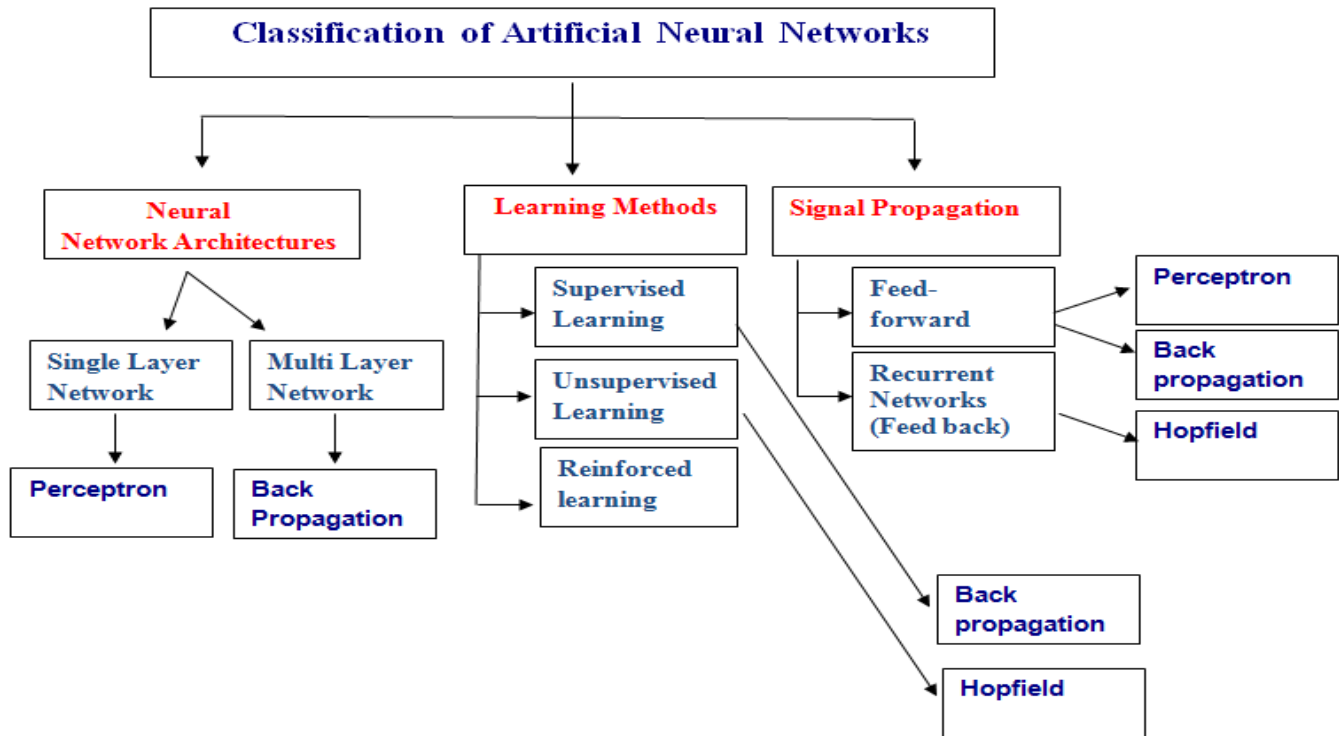 Classification of Artificial Neural Networks
Neural
Network Architectures
Learning Methods
Signal Propagation
Single Layer
Network
Multi Layer
Network
Perceptron
Back
Propagation
Supervised
Learning
Unsupervised
Learning
Reinforced
learning
Feed-
forward
Recurrent
Networks
(Feed back)
Perceptron
Back
propagation
Hopfield
Back
propagation
Hopfield